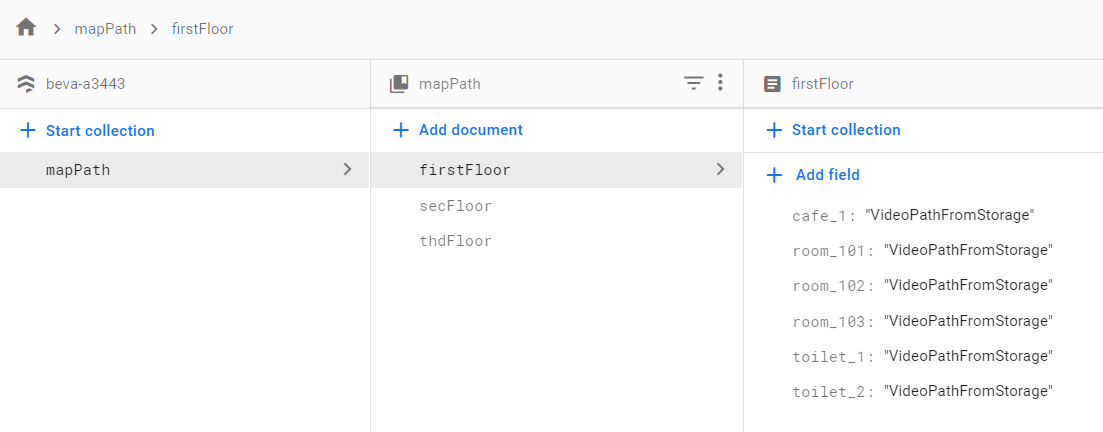 mapPath
firstFloor
beva-a3443
mapPath
firstFloor
Start collection
Add document
Start collection
mapPath
firstFloor
secFloor
thdFloor
Add field
cafe_1: "VideoPathFromStorage"
room_101: "VideoPathFromStorage"
room_102: "VideoPathFromStorage"
room_103: "VideoPathFromStorage"
toilet_1: "VideoPathFromStorage"
toilet_2: "VideoPathFromStorage"